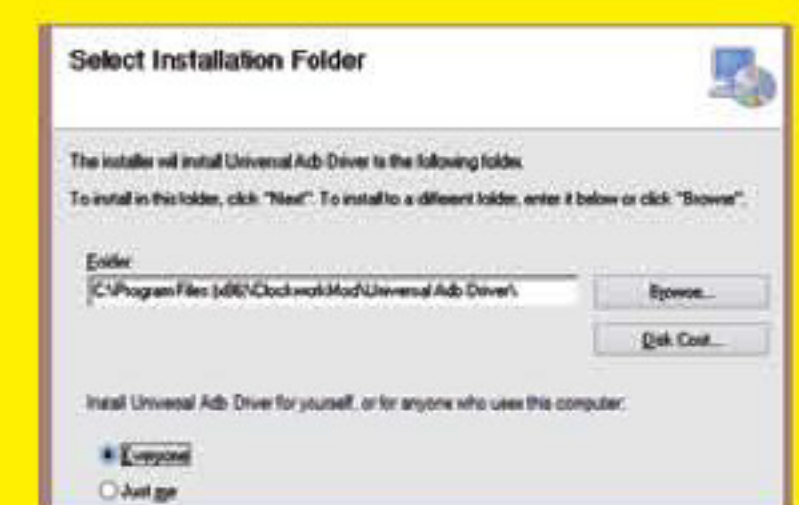 Select Installation Folder
The installer will install Universal Adb Driver to the following folder.
To install in this folder, click "Next". To install to a different folder, enter it below or click "Browse".
Folder:
C:\Program Files (x86)\ClockworkMod\Universal Adb Driver\
Browse...
Disk Cost...
Install Universal Adb Driver for yourself, or for anyone who uses this computer:
Everyone
Just me